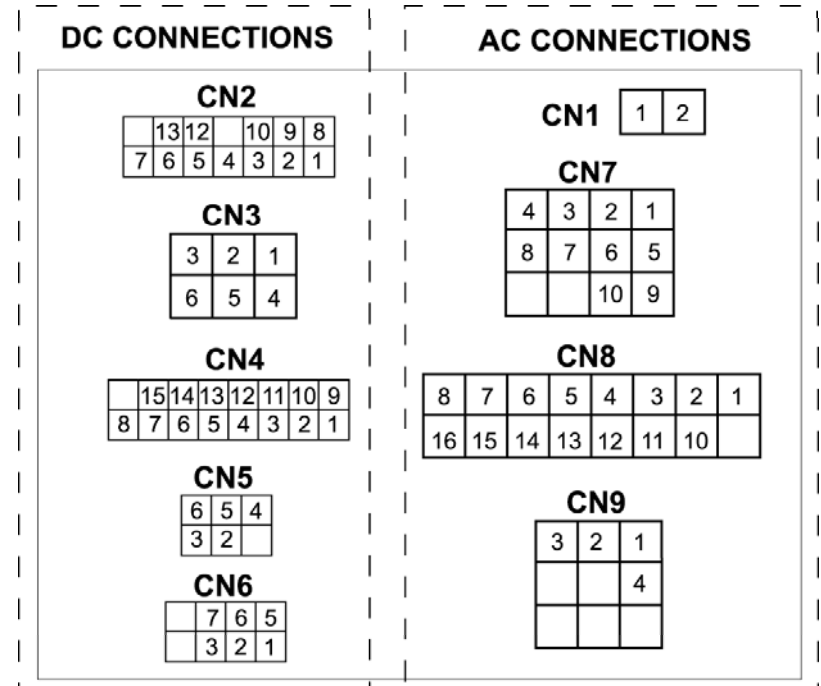 DC CONNECTIONS
CN2
13 12 10 9 8
7 6 5 4 3 2 1
CN3
3 2 1
6 5 4
CN4
15 14 13 12 11 10 9
8 7 6 5 4 3 2 1
CN5
6 5 4
3 2
CN6
7 6 5
3 2 1
AC CONNECTIONS
CN1 1 2
CN7
4 3 2 1
8 7 6 5
10 9
CN8
8 7 6 5 4 3 2 1
16 15 14 13 12 11 10
CN9
3 2 1
4